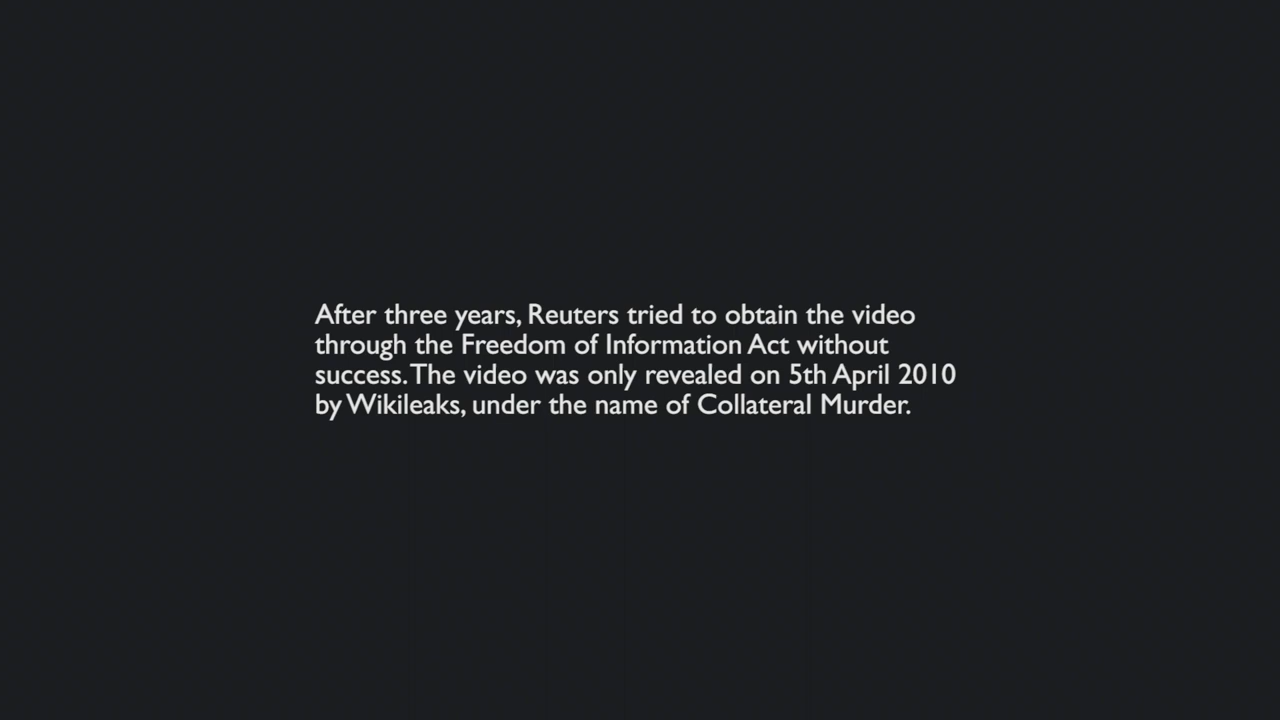 After three years, Reuters tried to obtain the video
through the Freedom of Information Act without
success. The video was only revealed on 5th April 2010
by Wikileaks, under the name of Collateral Murder.